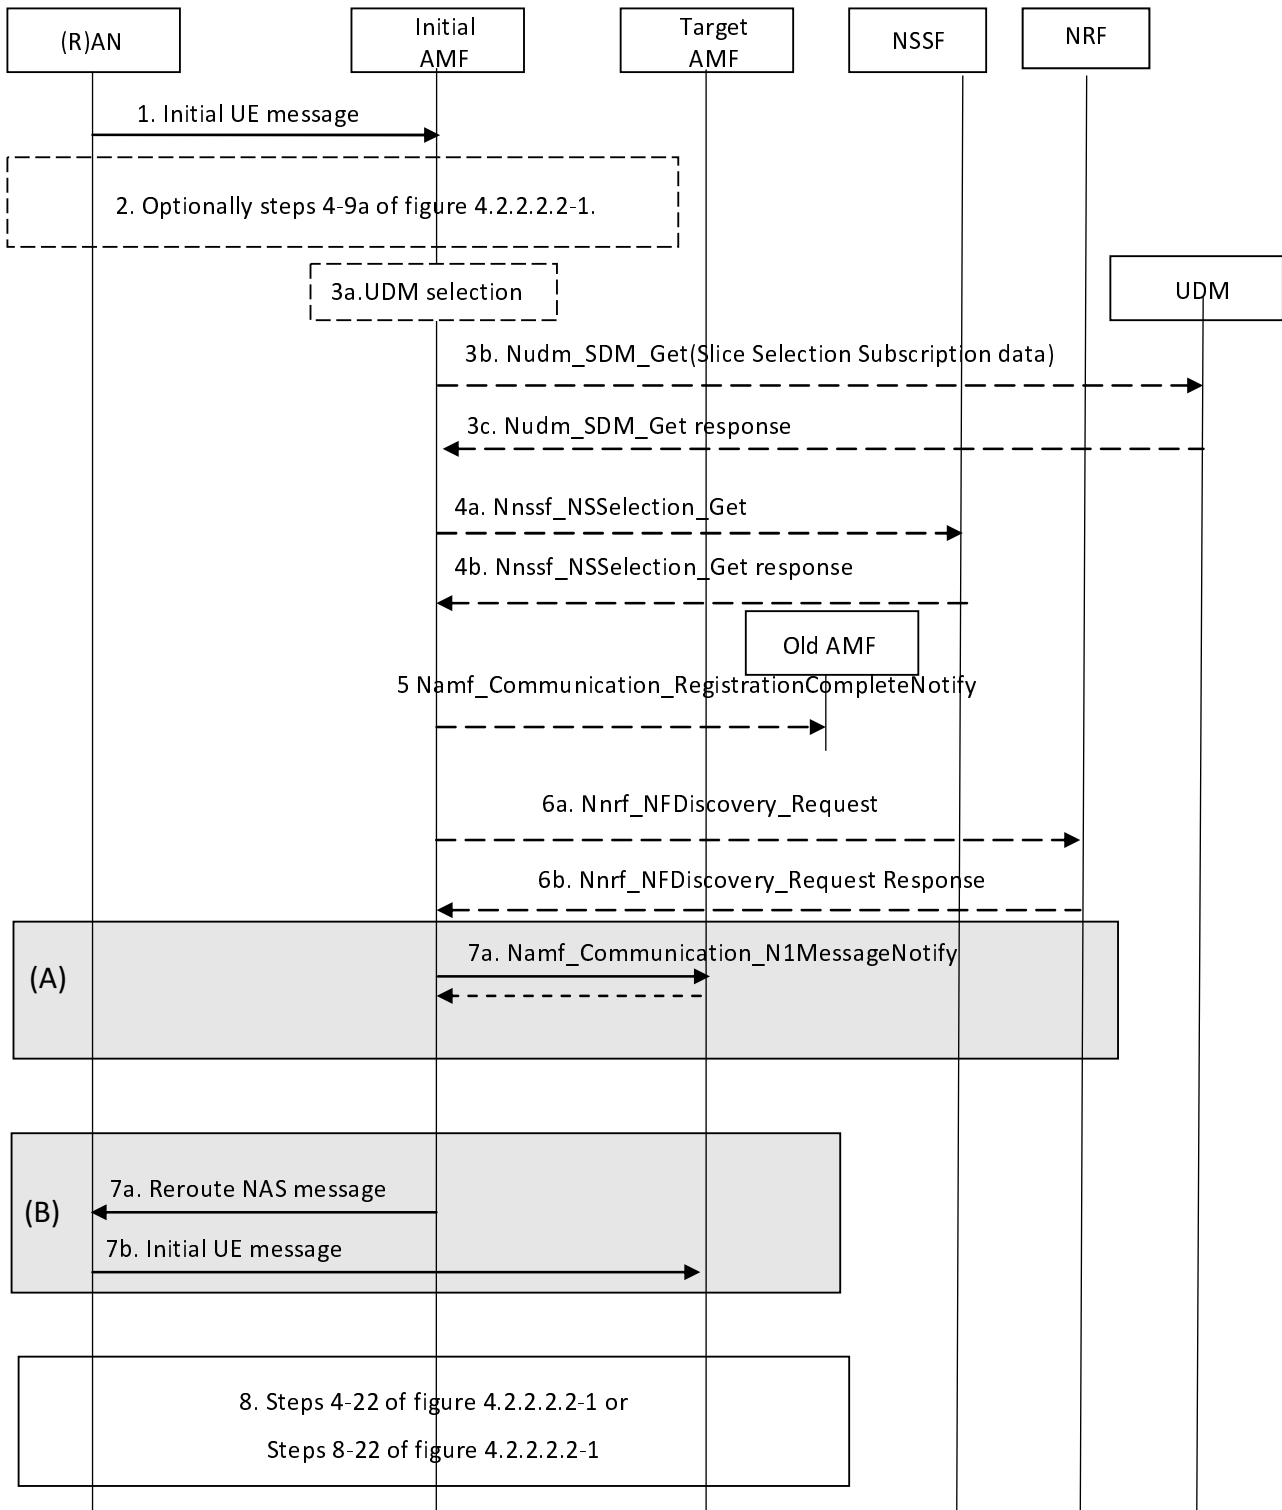 (R)AN
Initial
AMF
Target
AMF
NSSF
NRF
1. Initial UE message
2. Optionally steps 4-9a of figure 4.2.2.2.2-1.
3a.UDM selection
UDM
3b. Nudm_SDM_Get(Slice Selection Subscription data)
3c. Nudm_SDM_Get response
4a. Nnssf_NSSelection_Get
4b. Nnssf_NSSelection_Get response
Old AMF
5 Namf_Communication_RegistrationCompleteNotify
6a. Nnrf_NFDiscovery_Request
6b. Nnrf_NFDiscovery_Request Response
(A)
7a. Namf_Communication_N1MessageNotify
(B)
7a. Reroute NAS message
7b. Initial UE message
8. Steps 4-22 of figure 4.2.2.2.2-1 or
Steps 8-22 of figure 4.2.2.2.2-1